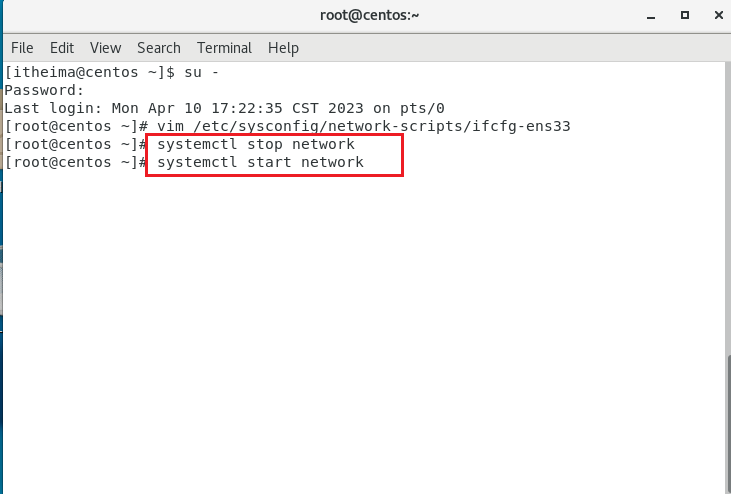 root@centos:~
File Edit View Search Terminal Help
[itheima@centos ~]$ su -
Password:
Last login: Mon Apr 10 17:22:35 CST 2023 on pts/0
[root@centos ~]# vim /etc/sysconfig/network-scripts/ifcfg-ens33
[root@centos ~]# systemctl stop network
[root@centos ~]# systemctl start network